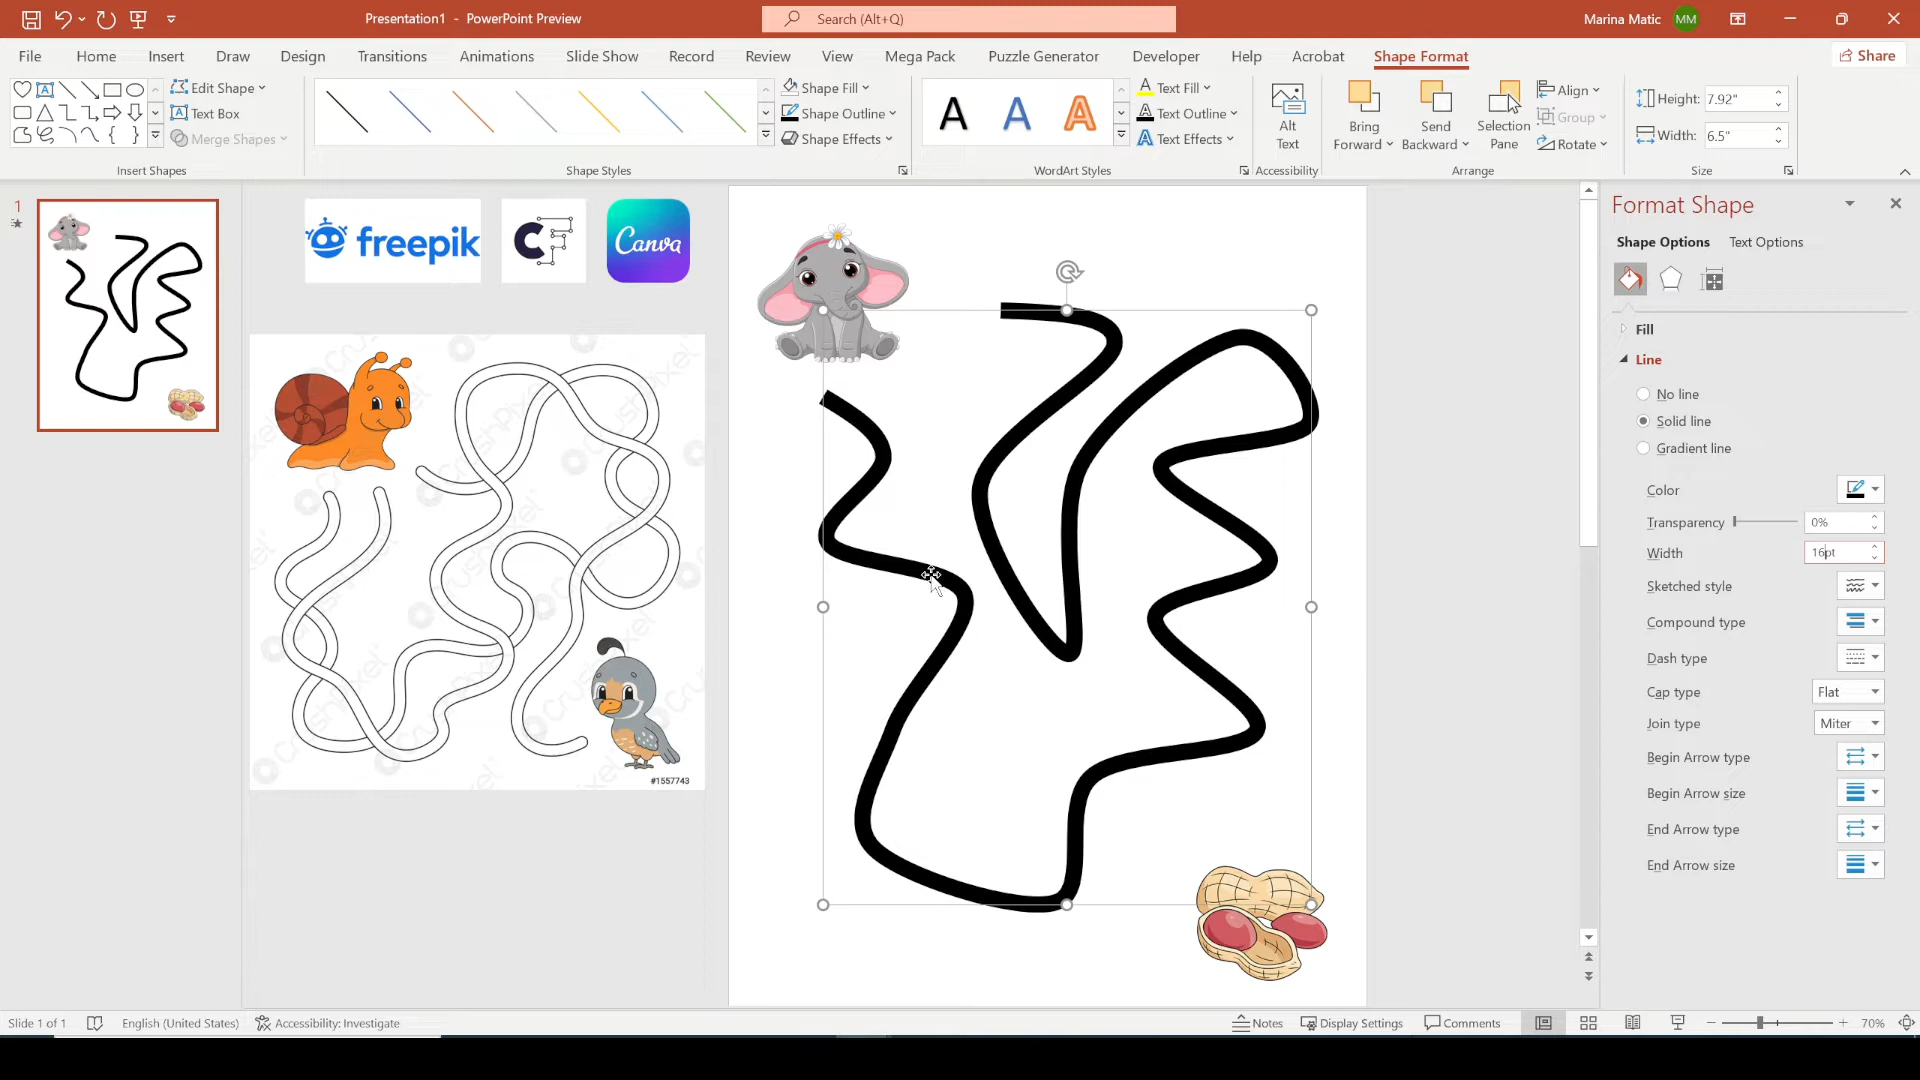 Presentation1 - PowerPoint Preview
Search (Alt+Q)
Marina Matic
MM
File
Home
Insert
Draw
Design
Transitions
Animations
Slide Show
Record
Review
View
Mega Pack
Puzzle Generator
Developer
Help
Acrobat
Shape Format
Share
Edit Shape
Text Box
Merge Shapes
Insert Shapes
Shape Fill
Shape Outline
Shape Effects
Shape Styles
A A A
Text Fill
Text Outline
Text Effects
WordArt Styles
Alt
Text
Accessibility
Bring
Forward
Send
Backward
Selection
Pane
Align
Group
Rotate
Arrange
Height: 7.92"
Width: 6.5"
Size
1
freepik
CF
Canva
#1557743
Format Shape
Shape Options
Text Options
Fill
Line
No line
Solid line
Gradient line
Color
Transparency
0%
Width
16pt
Sketched style
Compound type
Dash type
Cap type
Flat
Join type
Miter
Begin Arrow type
Begin Arrow size
End Arrow type
End Arrow size
Slide 1 of 1
English (United States)
Accessibility: Investigate
Notes
Display Settings
Comments
70%